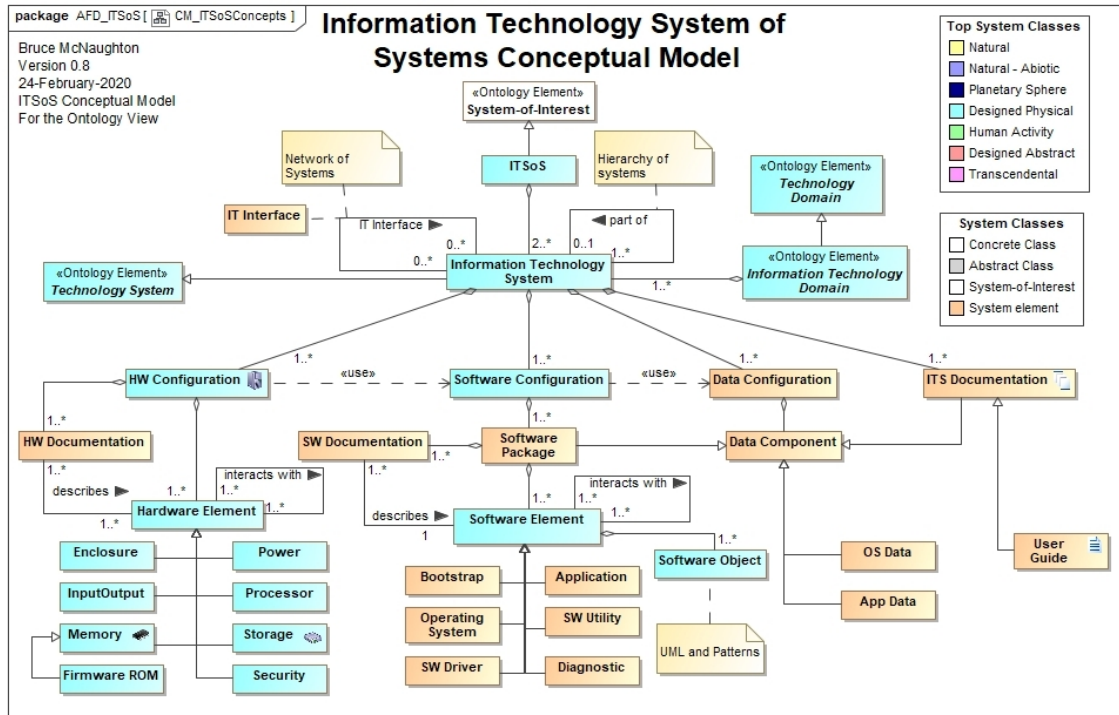 package AFD_ITSoS [ CM_ITSoSConcepts ]
Information Technology System of
Systems Conceptual Model
Bruce McNaughton
Version 0.8
24-February-2020
ITSoS Conceptual Model
For the Ontology View
Top System Classes
Natural
Natural - Abiotic
Planetary Sphere
Designed Physical
Human Activity
Designed Abstract
Transcendental
«Ontology Element»
System-of-Interest
Network of
Systems
ITSoS
Hierarchy of
systems
«Ontology Element»
Technology
Domain
IT Interface
IT Interface
part of
0..*
2..*
0..1
1..*
0..*
System Classes
Concrete Class
Abstract Class
System-of-Interest
System element
«Ontology Element»
Technology System
Information Technology
System
1..*
«Ontology Element»
Information Technology
Domain
1..*
1..*
1..*
1..*
HW Configuration
«use»
Software Configuration
«use»
Data Configuration
ITS Documentation
1..*
1..*
HW Documentation
SW Documentation
1..*
Software
Package
Data Component
1..*
describes
1..*
1..*
interacts with
1..*
1..*
Hardware Element
1..*
describes
1
1..*
interacts with
1..*
1..*
Software Element
1..*
Software Object
Enclosure
Power
InputOutput
Processor
Memory
Storage
Firmware ROM
Security
Bootstrap
Application
Operating
System
SW Utility
SW Driver
Diagnostic
UML and Patterns
OS Data
App Data
User
Guide